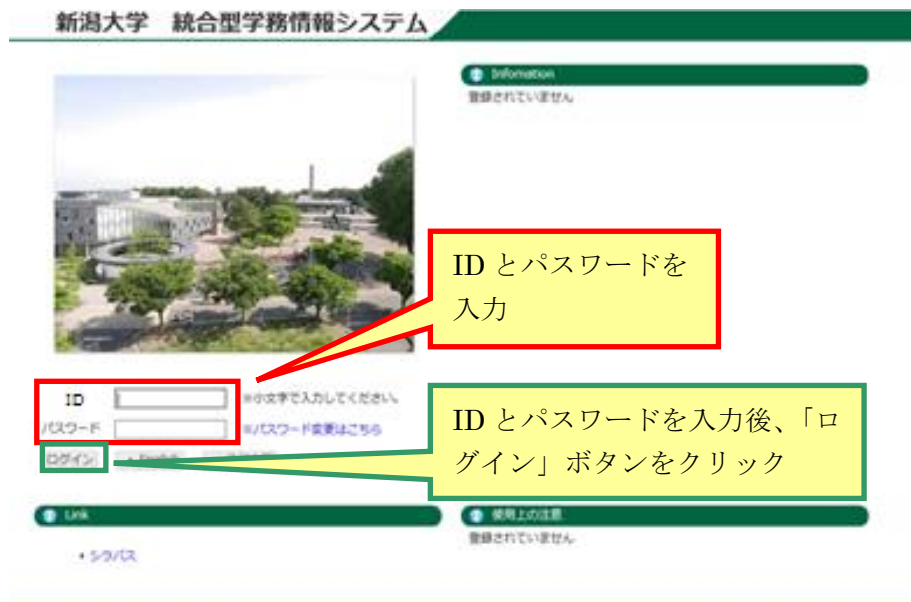 新潟大学 統合型学務情報システム
Infomation
登録されていません
IDとパスワードを
入力
ID
※小文字で入力してください。
パスワード
※パスワード変更はこちら
ログイン
IDとパスワードを入力後、「ロ
グイン」ボタンをクリック
Link
シラバス
使用上の注意
登録されていません